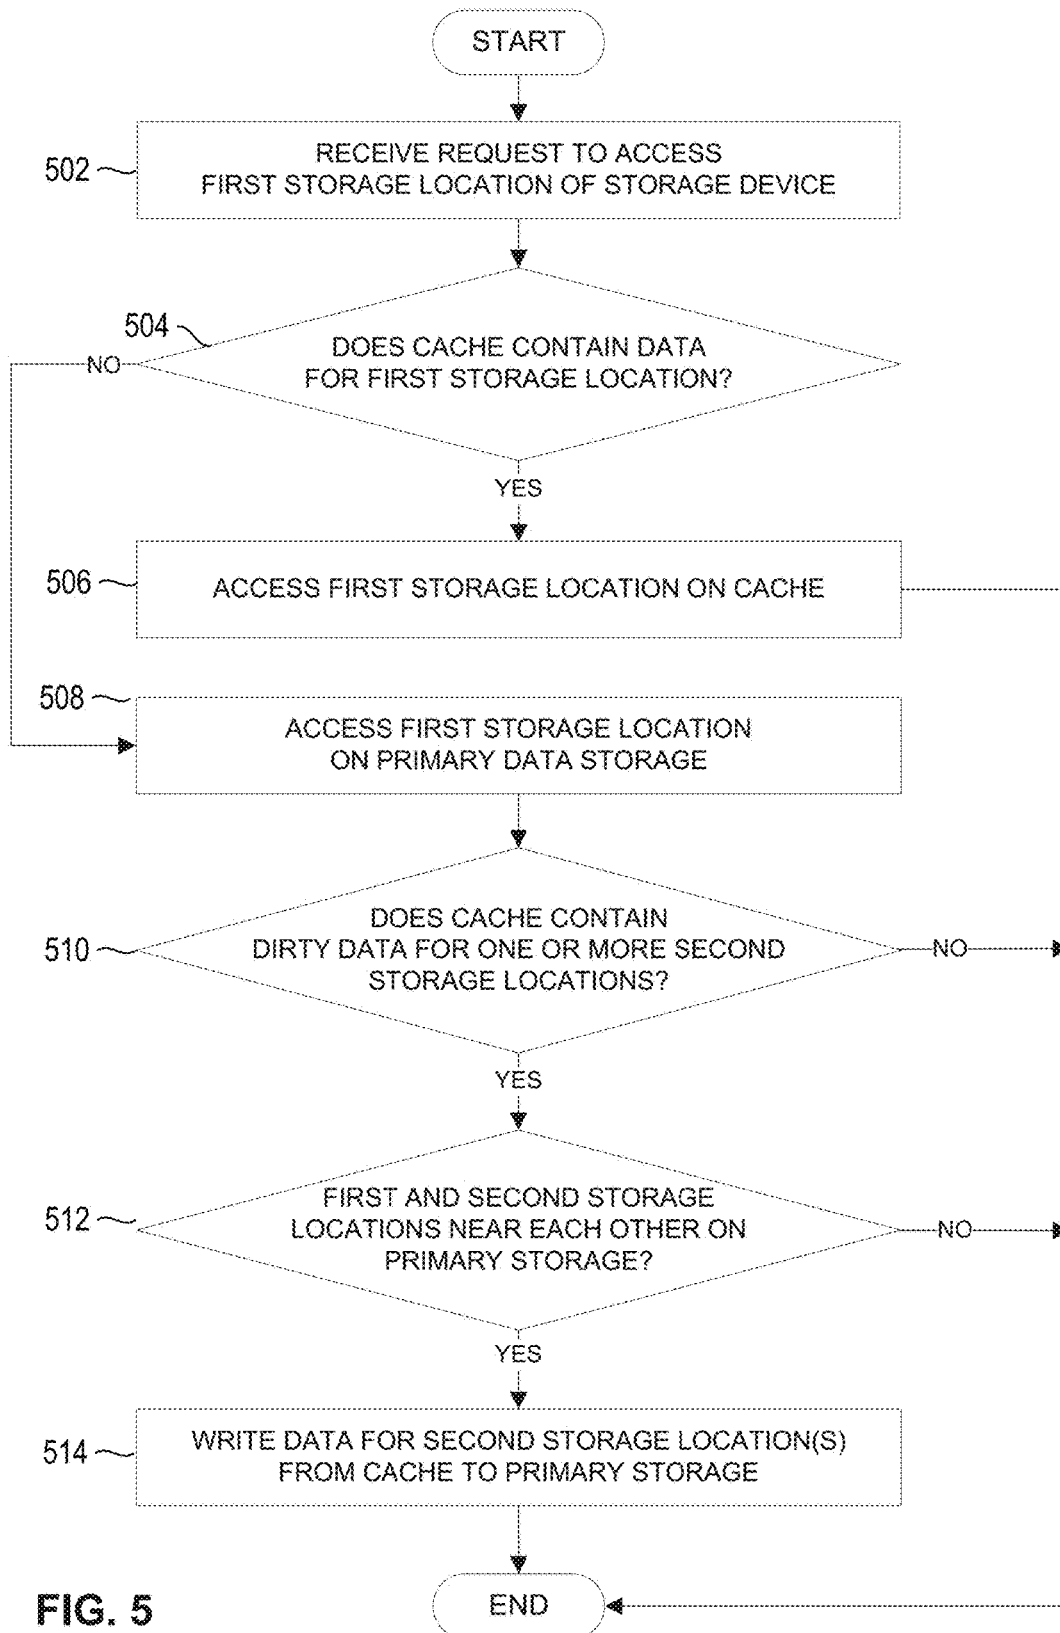 START
502
RECEIVE REQUEST TO ACCESS
FIRST STORAGE LOCATION OF STORAGE DEVICE
504
DOES CACHE CONTAIN DATA
FOR FIRST STORAGE LOCATION?
NO
YES
506
ACCESS FIRST STORAGE LOCATION ON CACHE
508
ACCESS FIRST STORAGE LOCATION
ON PRIMARY DATA STORAGE
510
DOES CACHE CONTAIN
DIRTY DATA FOR ONE OR MORE SECOND
STORAGE LOCATIONS?
NO
YES
512
FIRST AND SECOND STORAGE
LOCATIONS NEAR EACH OTHER ON
PRIMARY STORAGE?
NO
YES
514
WRITE DATA FOR SECOND STORAGE LOCATION(S)
FROM CACHE TO PRIMARY STORAGE
END
FIG. 5